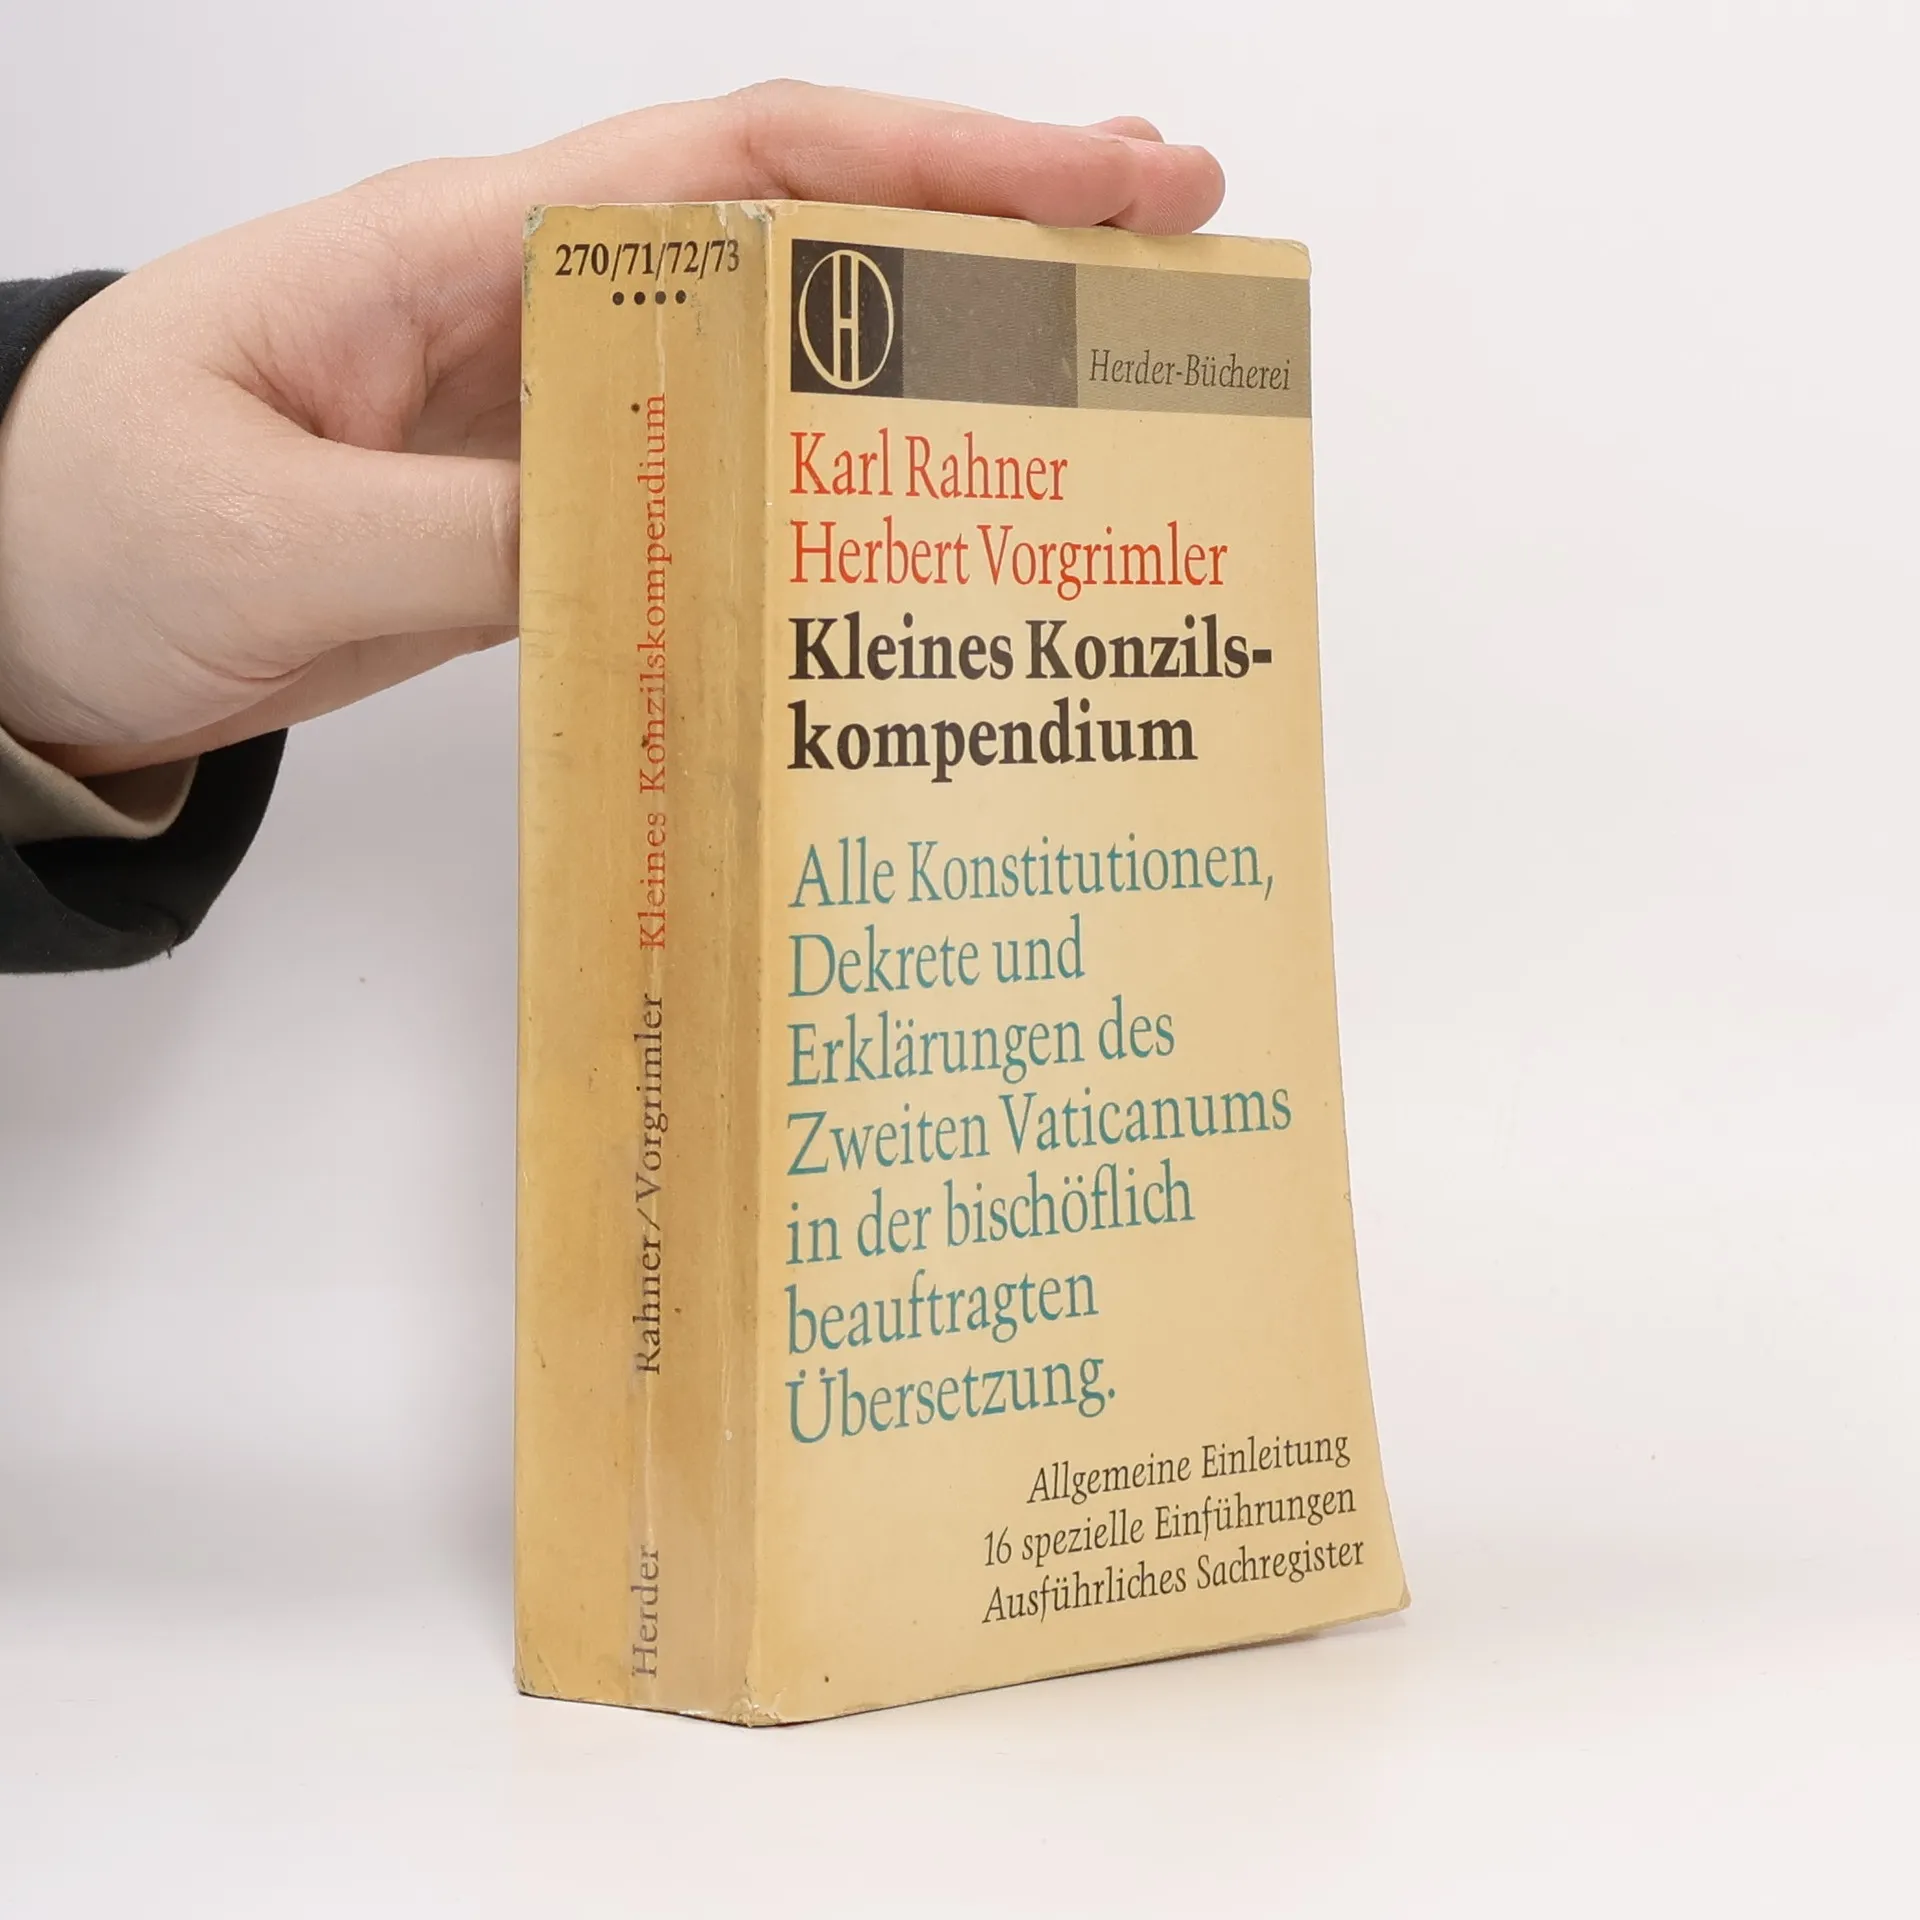 270/71/72/73
Rahner/Vorgrimler Kleines Konzilskompendium
Herder
H
Herder-Bücherei
Karl Rahner
Herbert Vorgrimler
Kleines Konzils-
kompendium
Alle Konstitutionen,
Dekrete und
Erklärungen des
Zweiten Vaticanums
in der bischöflich
beauftragten
Übersetzung.
Allgemeine Einleitung
16 spezielle Einführungen
Ausführliches Sachregister